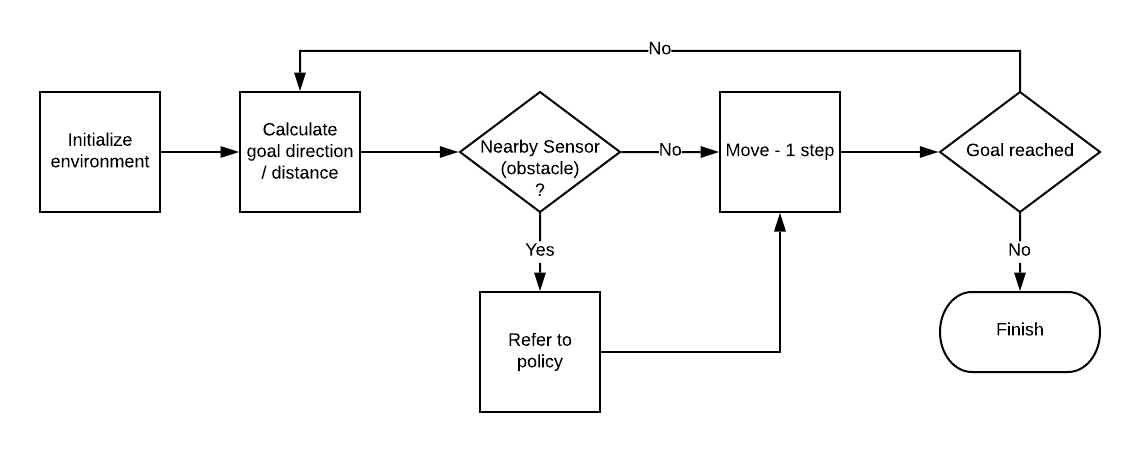 No
Initialize
environment
Calculate
goal direction
/ distance
Nearby Sensor
(obstacle)
?
No
Move - 1 step
Goal reached
Yes
No
Refer to
policy
Finish